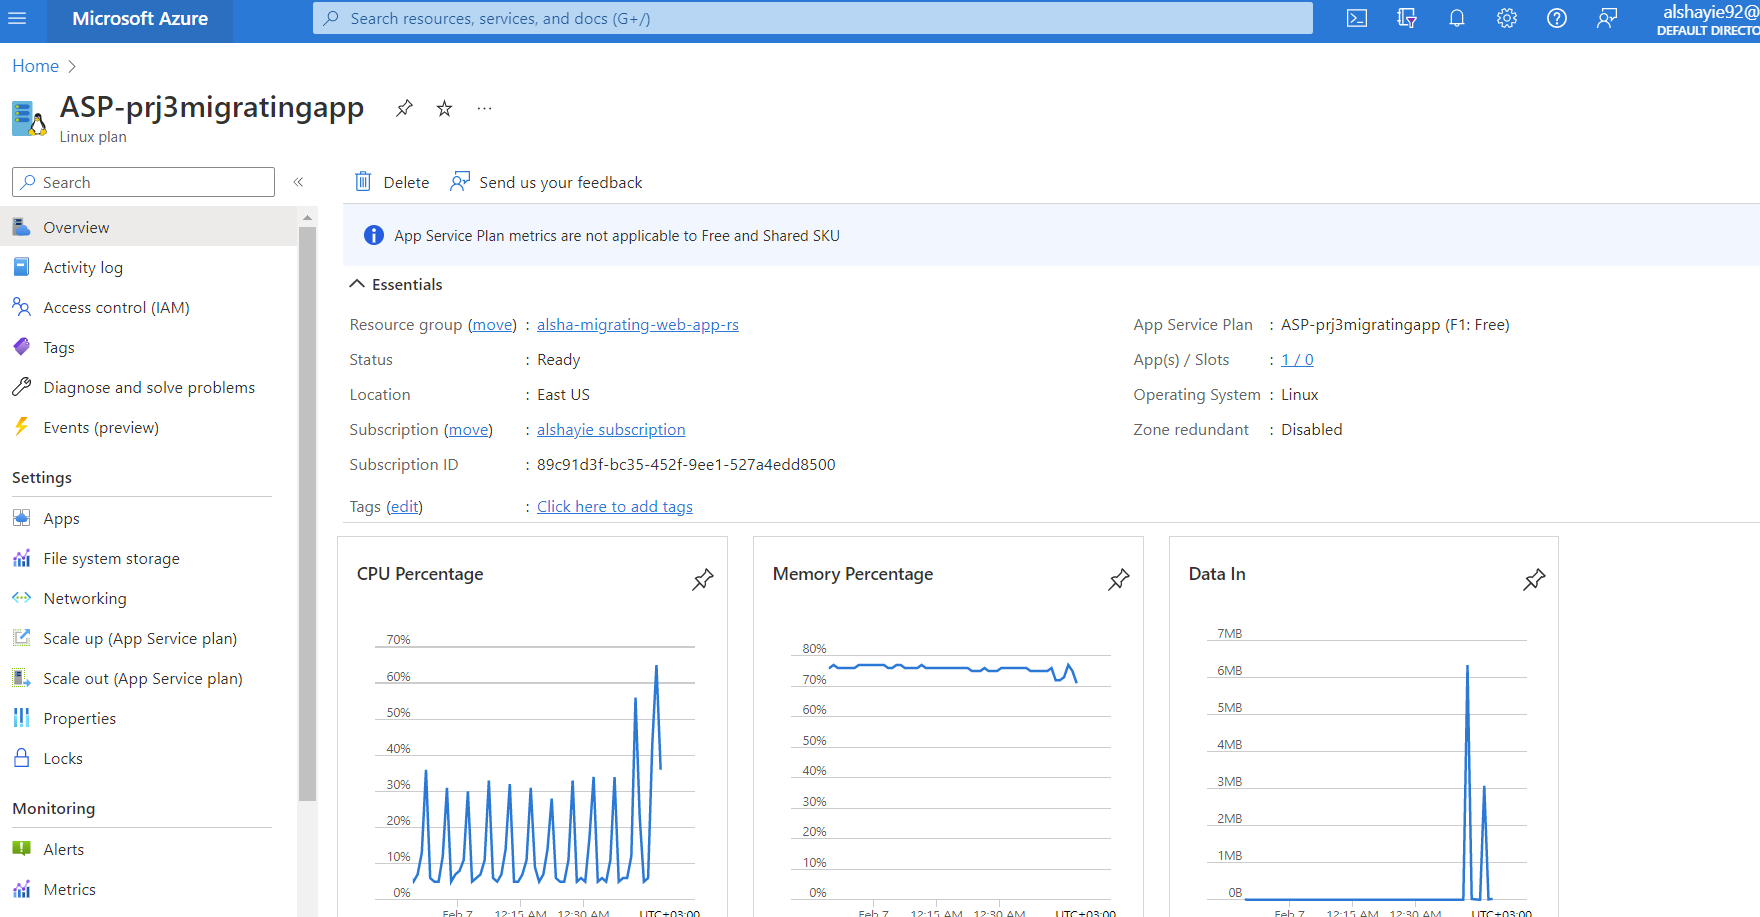 Microsoft Azure
Search resources, services, and docs (G+/)
alshayie92@
DEFAULT DIRECTO
Home
ASP-prj3migratingapp
Linux plan
Search
Overview
Activity log
Access control (IAM)
Tags
Diagnose and solve problems
Events (preview)
Settings
Apps
File system storage
Networking
Scale up (App Service plan)
Scale out (App Service plan)
Properties
Locks
Monitoring
Alerts
Metrics
Delete
Send us your feedback
App Service Plan metrics are not applicable to Free and Shared SKU
Essentials
Resource group (move) : alsha-migrating-web-app-rs
Status : Ready
Location : East US
Subscription (move) : alshayie subscription
Subscription ID : 89c91d3f-bc35-452f-9ee1-527a4edd8500
Tags (edit) : Click here to add tags
App Service Plan : ASP-prj3migratingapp (F1: Free)
App(s) / Slots : 1 / 0
Operating System : Linux
Zone redundant : Disabled
CPU Percentage
70%
60%
50%
40%
30%
20%
10%
0%
Feb 7 12:15 AM 12:30 AM UTC+03:00
Memory Percentage
80%
70%
60%
50%
40%
30%
20%
10%
0%
Feb 7 12:15 AM 12:30 AM UTC+03:00
Data In
7MB
6MB
5MB
4MB
3MB
2MB
1MB
0B
Feb 7 12:15 AM 12:30 AM UTC+03:00